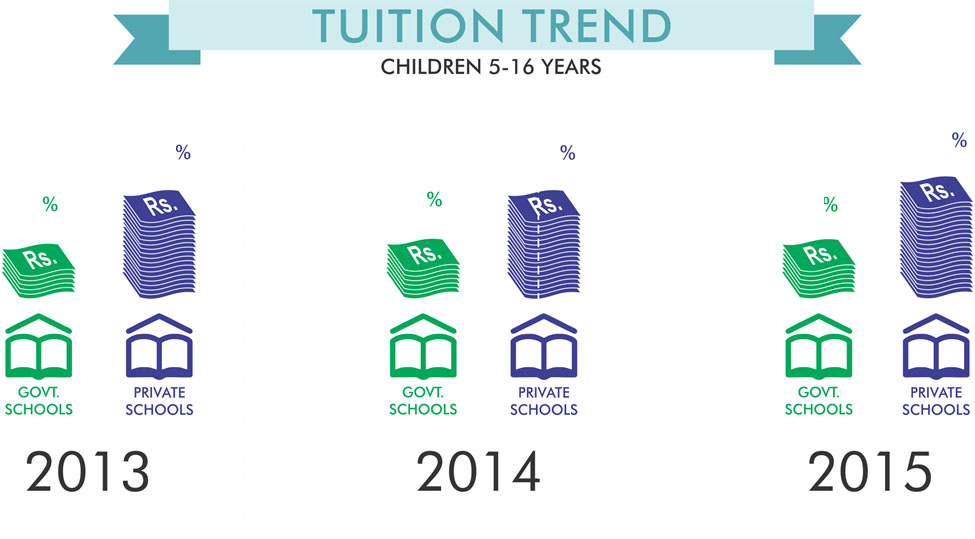 TUITION TREND
CHILDREN 5-16 YEARS
%
Rs.
GOVT.
SCHOOLS
%
Rs.
PRIVATE
SCHOOLS
2013
%
Rs.
GOVT.
SCHOOLS
%
Rs.
PRIVATE
SCHOOLS
2014
%
Rs.
GOVT.
SCHOOLS
%
Rs.
PRIVATE
SCHOOLS
2015